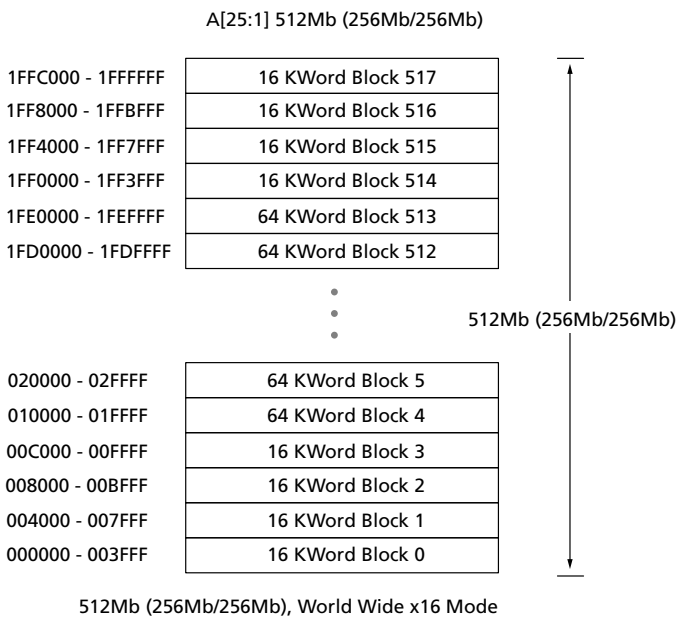 A[25:1] 512Mb (256Mb/256Mb)
1FFC000 - 1FFFFFF 16 KWord Block 517
1FF8000 - 1FFBFFF 16 KWord Block 516
1FF4000 - 1FF7FFF 16 KWord Block 515
1FF0000 - 1FF3FFF 16 KWord Block 514
1FE0000 - 1FEFFFF 64 KWord Block 513
1FD0000 - 1FDFFFF 64 KWord Block 512
512Mb (256Mb/256Mb)
020000 - 02FFFF 64 KWord Block 5
010000 - 01FFFF 64 KWord Block 4
00C000 - 00FFFF 16 KWord Block 3
008000 - 00BFFF 16 KWord Block 2
004000 - 007FFF 16 KWord Block 1
000000 - 003FFF 16 KWord Block 0
512Mb (256Mb/256Mb), World Wide x16 Mode